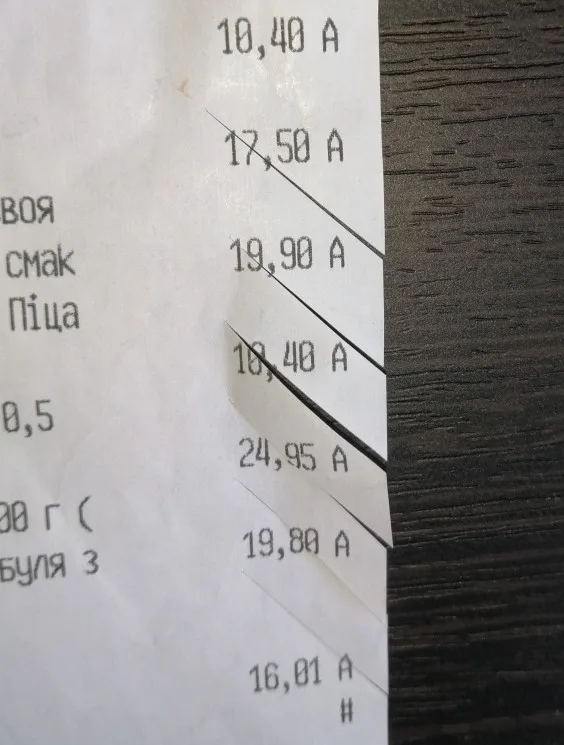 10,40 А
17,50 А
ВОЯ
смак
19,90 А
Піца
10,40 А
0,5
24,95 А
00 г (
БУЛЯ З
19,80 А
16,01 А
#